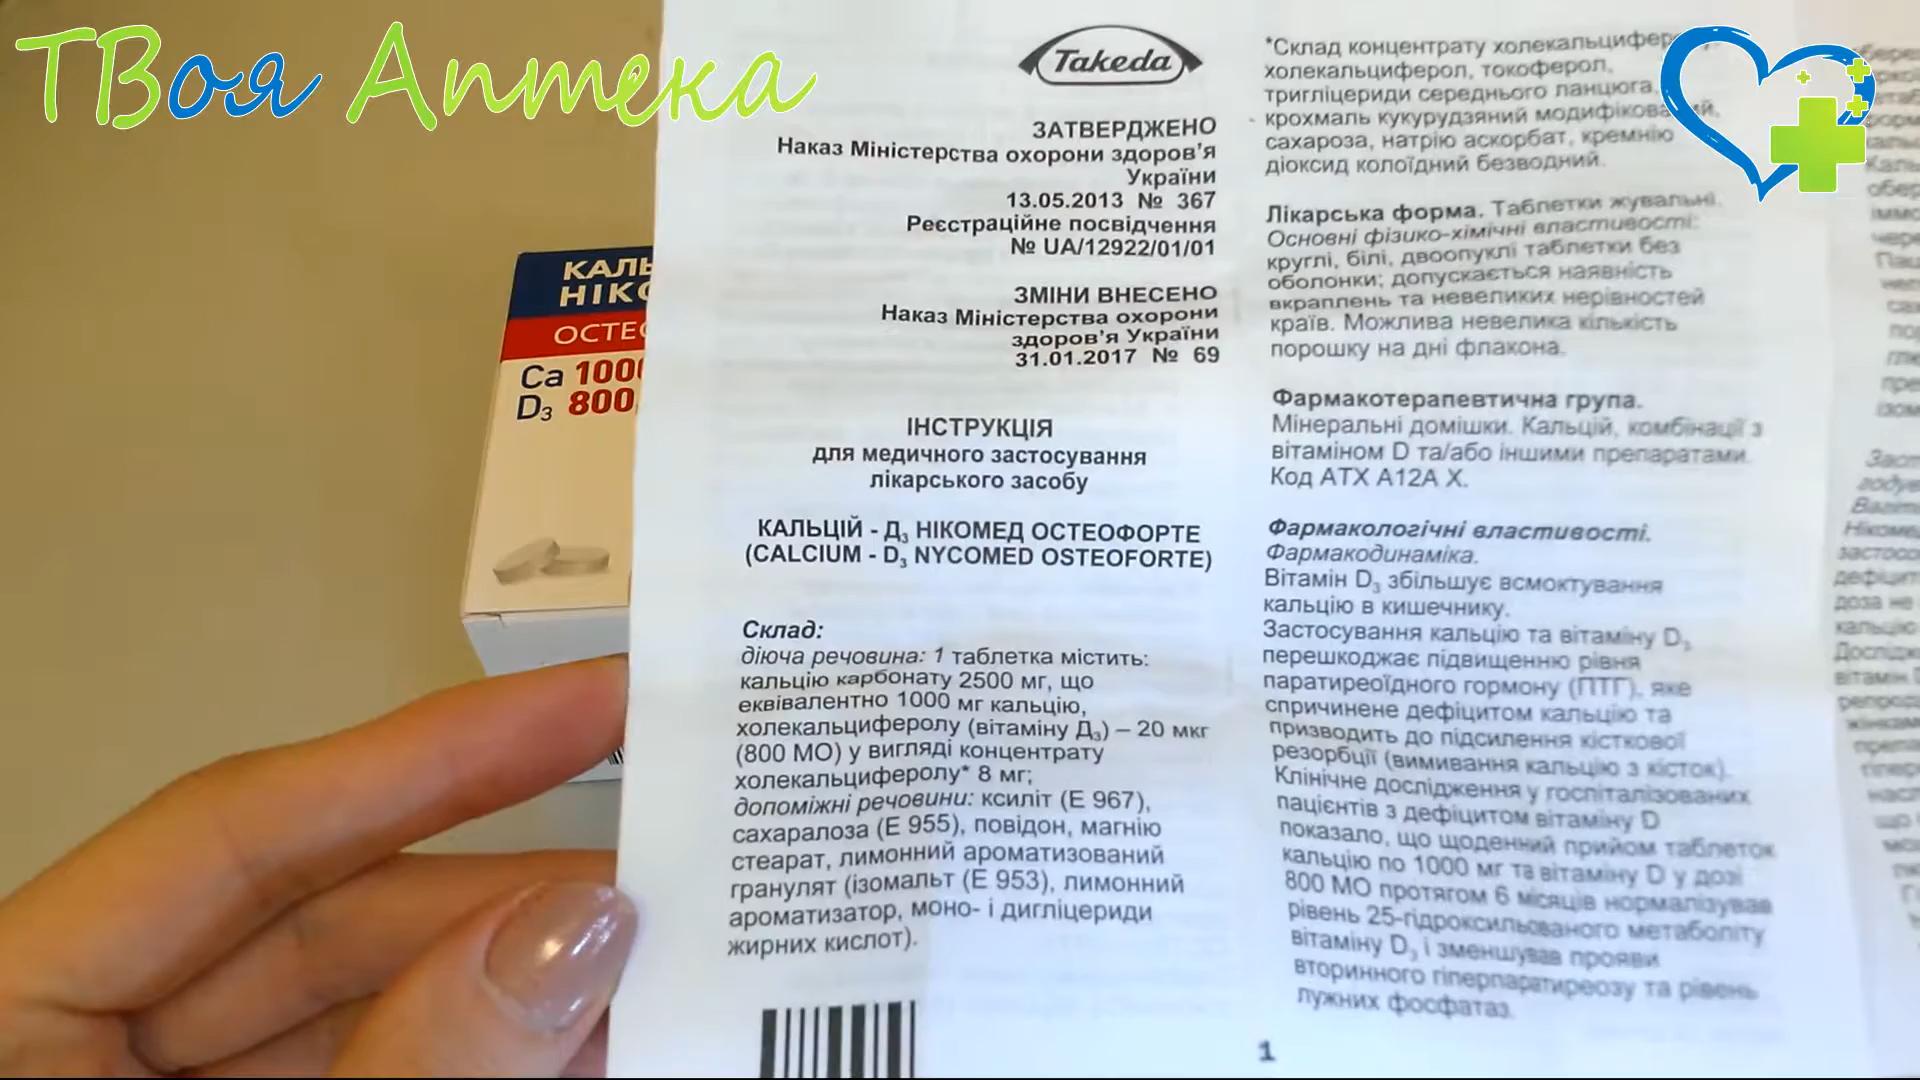 ТВоя Аптека
КАЛЬ
НІКО
ОСТЕО
Ca 1000
D3 800
Takeda
ЗАТВЕРДЖЕНО
Наказ Міністерства охорони здоров'я
України
13.05.2013 № 367
Реєстраційне посвідчення
№ UA/12922/01/01
ЗМІНИ ВНЕСЕНО
Наказ Міністерства охорони
здоров'я України
31.01.2017 № 69
ІНСТРУКЦІЯ
для медичного застосування
лікарського засобу
КАЛЬЦІЙ - Д3 НІКОМЕД ОСТЕОФОРТЕ
(CALCIUM - D3 NYCOMED OSTEOFORTE)
Склад:
діюча речовина: 1 таблетка містить:
кальцію карбонату 2500 мг, що
еквівалентно 1000 мг кальцію,
холекальциферолу (вітаміну Д3) – 20 мкг
(800 МО) у вигляді концентрату
холекальциферолу* 8 мг;
допоміжні речовини: ксиліт (Е 967),
сахаралоза (Е 955), повідон, магнію
стеарат, лимонний ароматизований
гранулят (ізомальт (Е 953), лимонний
ароматизатор, моно- і дигліцериди
жирних кислот).
*Склад концентрату холекальциферолу:
холекальциферол, токоферол,
тригліцериди середнього ланцюга,
крохмаль кукурудзяний модифікований,
сахароза, натрію аскорбат, кремнію
діоксид колоїдний безводний.
Лікарська форма. Таблетки жувальні.
Основні фізико-хімічні властивості:
круглі, білі, двоопуклі таблетки без
оболонки; допускається наявність
вкраплень та невеликих нерівностей
країв. Можлива невелика кількість
порошку на дні флакона.
Фармакотерапевтична група.
Мінеральні домішки. Кальцій, комбінації з
вітаміном D та/або іншими препаратами.
Код АТХ А12А Х.
Фармакологічні властивості.
Фармакодинаміка.
Вітамін D3 збільшує всмоктування
кальцію в кишечнику.
Застосування кальцію та вітаміну D3
перешкоджає підвищенню рівня
паратиреоїдного гормону (ПТГ), яке
спричинене дефіцитом кальцію та
призводить до підсилення кісткової
резорбції (вимивання кальцію з кісток).
Клінічне дослідження у госпіталізованих
пацієнтів з дефіцитом вітаміну D
показало, що щоденний прийом таблеток
кальцію по 1000 мг та вітаміну D у дозі
800 МО протягом 6 місяців нормалізував
рівень 25-гідроксильованого метаболіту
вітаміну D3 і зменшував прояви
вторинного гіперпаратиреозу та рівень
лужних фосфатаз.
1